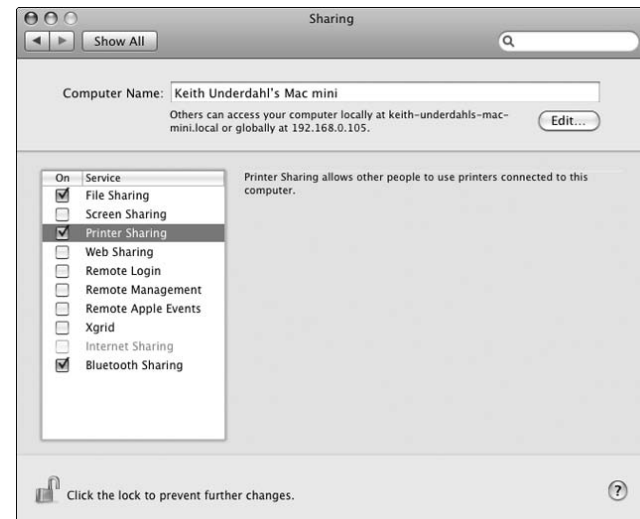 Sharing
Show All
Computer Name: Keith Underdahl's Mac mini
Others can access your computer locally at keith-underdahls-mac-
mini.local or globally at 192.168.0.105.
Edit...
On Service
File Sharing
Screen Sharing
Printer Sharing
Web Sharing
Remote Login
Remote Management
Remote Apple Events
Xgrid
Internet Sharing
Bluetooth Sharing
Printer Sharing allows other people to use printers connected to this
computer.
Click the lock to prevent further changes.
?